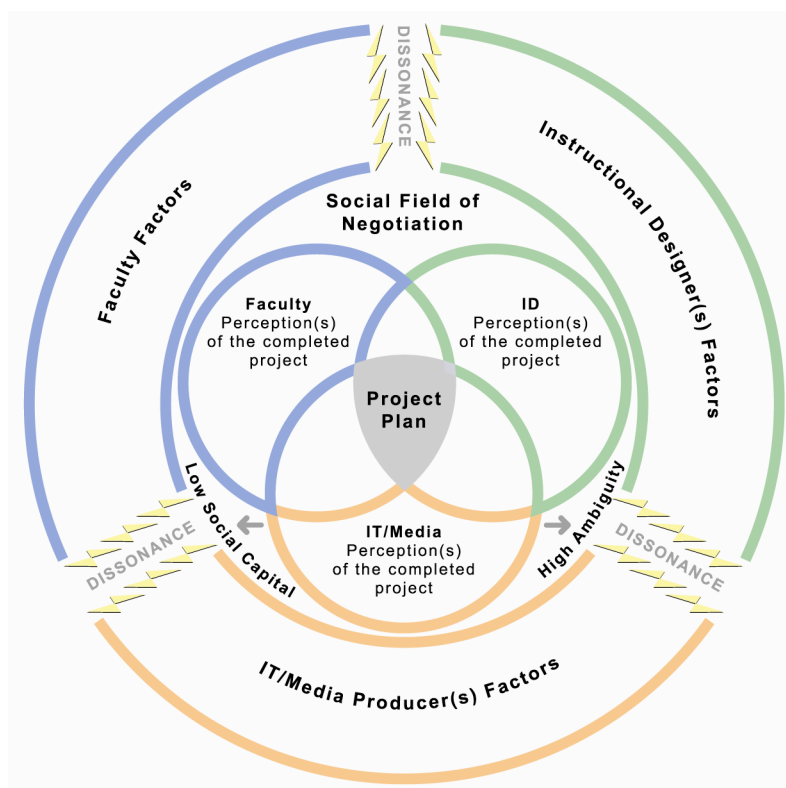 DISSONANCE
Instructional Designer(s) Factors
Faculty Factors
Social Field of
Negotiation
Faculty
Perception(s)
of the completed
project
ID
Perception(s)
of the completed
project
Project
Plan
Low Social Capital
High Ambiguity
DISSONANCE
DISSONANCE
IT/Media
Perception(s)
of the completed
project
IT/Media Producer(s) Factors